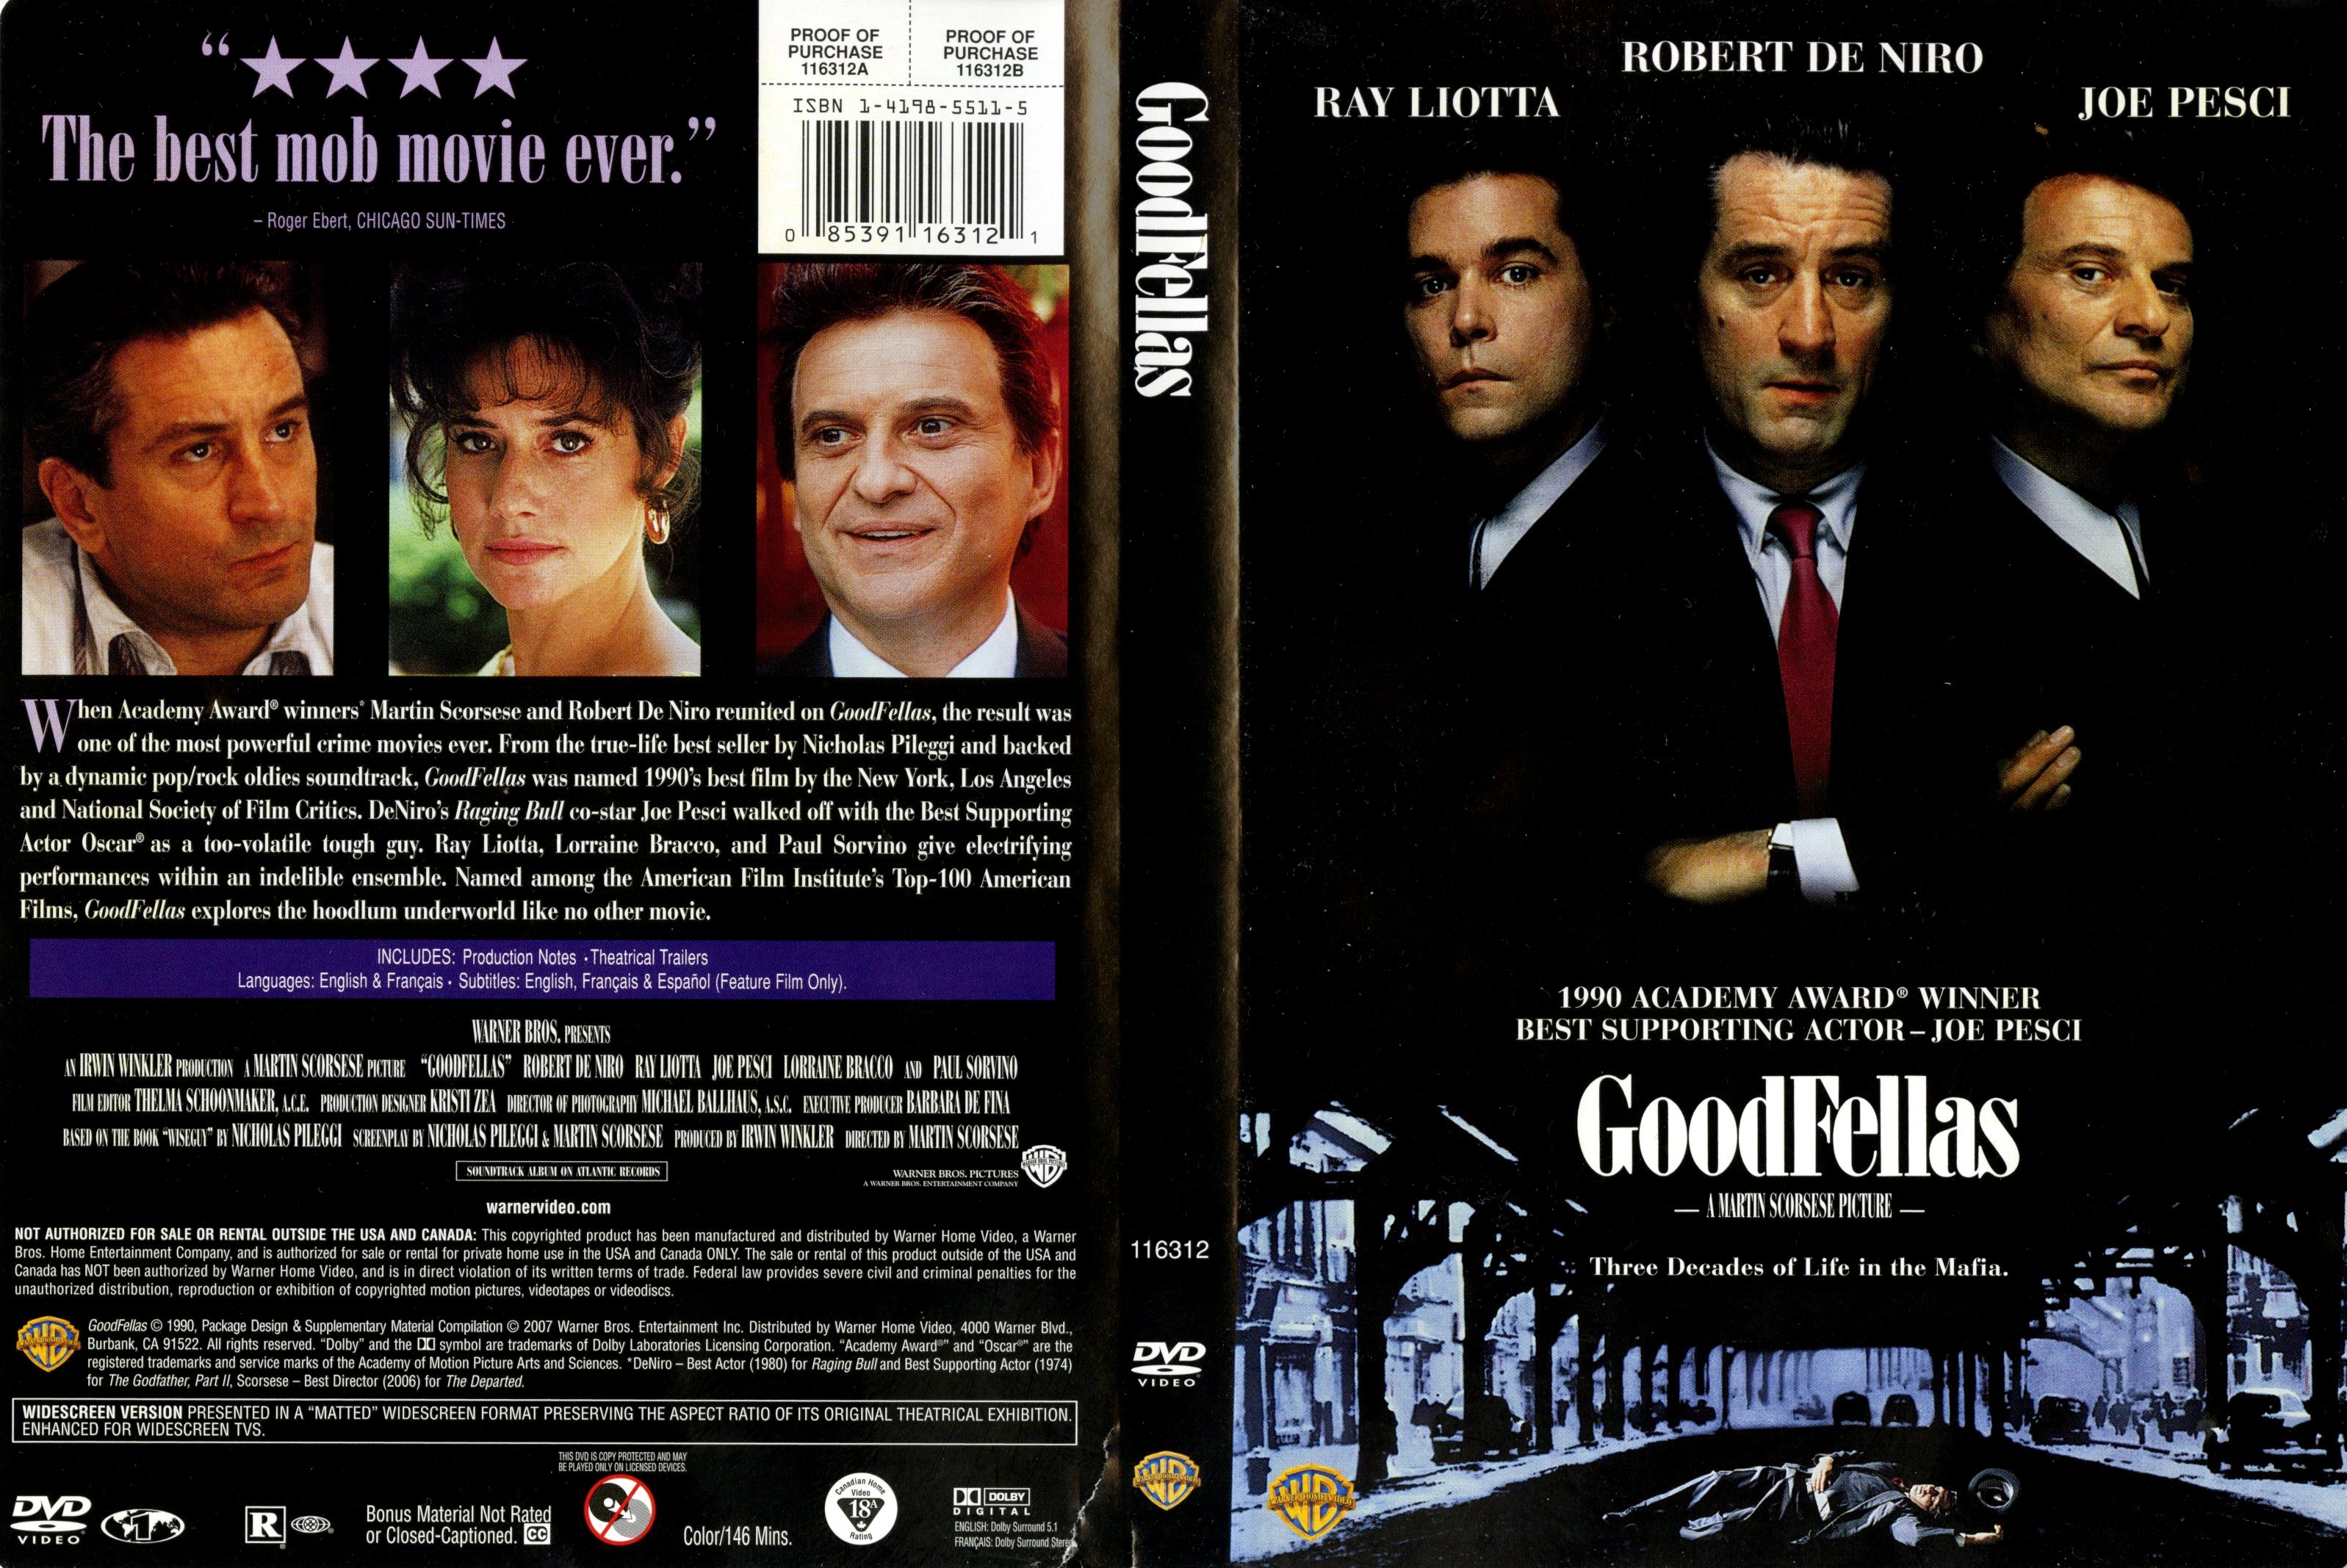 “★★★★
The best mob movie ever.”
– Roger Ebert, CHICAGO SUN-TIMES
PROOF OF
PURCHASE
116312A
PROOF OF
PURCHASE
116312B
ISBN 1-4198-5511-5
0 85391 16312 1
When Academy Award® winners* Martin Scorsese and Robert De Niro reunited on GoodFellas, the result was
one of the most powerful crime movies ever. From the true-life best seller by Nicholas Pileggi and backed
by a dynamic pop/rock oldies soundtrack, GoodFellas was named 1990’s best film by the New York, Los Angeles
and National Society of Film Critics. DeNiro’s Raging Bull co-star Joe Pesci walked off with the Best Supporting
Actor Oscar® as a too-volatile tough guy. Ray Liotta, Lorraine Bracco, and Paul Sorvino give electrifying
performances within an indelible ensemble. Named among the American Film Institute’s Top-100 American
Films, GoodFellas explores the hoodlum underworld like no other movie.
INCLUDES: Production Notes • Theatrical Trailers
Languages: English & Français • Subtitles: English, Français & Español (Feature Film Only).
WARNER BROS. PRESENTS
AN IRWIN WINKLER PRODUCTION A MARTIN SCORSESE PICTURE “GOODFELLAS” ROBERT DE NIRO RAY LIOTTA JOE PESCI LORRAINE BRACCO AND PAUL SORVINO
FILM EDITOR THELMA SCHOONMAKER, A.C.E. PRODUCTION DESIGNER KRISTI ZEA DIRECTOR OF PHOTOGRAPHY MICHAEL BALLHAUS, A.S.C. EXECUTIVE PRODUCER BARBARA DE FINA
BASED ON THE BOOK “WISEGUY” BY NICHOLAS PILEGGI SCREENPLAY BY NICHOLAS PILEGGI & MARTIN SCORSESE PRODUCED BY IRWIN WINKLER DIRECTED BY MARTIN SCORSESE
SOUNDTRACK ALBUM ON ATLANTIC RECORDS
WARNER BROS. PICTURES
A WARNER BROS. ENTERTAINMENT COMPANY
warnervideo.com
NOT AUTHORIZED FOR SALE OR RENTAL OUTSIDE THE USA AND CANADA: This copyrighted product has been manufactured and distributed by Warner Home Video, a Warner
Bros. Home Entertainment Company, and is authorized for sale or rental for private home use in the USA and Canada ONLY. The sale or rental of this product outside of the USA and
Canada has NOT been authorized by Warner Home Video, and is in direct violation of its written terms of trade. Federal law provides severe civil and criminal penalties for the
unauthorized distribution, reproduction or exhibition of copyrighted motion pictures, videotapes or videodiscs.
GoodFellas © 1990, Package Design & Supplementary Material Compilation © 2007 Warner Bros. Entertainment Inc. Distributed by Warner Home Video, 4000 Warner Blvd.,
Burbank, CA 91522. All rights reserved. “Dolby” and the DD symbol are trademarks of Dolby Laboratories Licensing Corporation. “Academy Award®” and “Oscar®” are the
registered trademarks and service marks of the Academy of Motion Picture Arts and Sciences. *DeNiro – Best Actor (1980) for Raging Bull and Best Supporting Actor (1974)
for The Godfather, Part II, Scorsese – Best Director (2006) for The Departed.
WIDESCREEN VERSION PRESENTED IN A “MATTED” WIDESCREEN FORMAT PRESERVING THE ASPECT RATIO OF ITS ORIGINAL THEATRICAL EXHIBITION.
ENHANCED FOR WIDESCREEN TVS.
THIS DVD IS COPY PROTECTED AND MAY
BE PLAYED ONLY ON LICENSED DEVICES.
DVD
VIDEO
1
R
Bonus Material Not Rated
or Closed-Captioned. CC
Color/146 Mins.
Canadian Home
Video
18A
Rating
DOLBY
DIGITAL
ENGLISH: Dolby Surround 5.1
FRANÇAIS: Dolby Surround Stereo
GoodFellas
116312
DVD
VIDEO
ROBERT DE NIRO
RAY LIOTTA
JOE PESCI
1990 ACADEMY AWARD® WINNER
BEST SUPPORTING ACTOR – JOE PESCI
GoodFellas
— A MARTIN SCORSESE PICTURE —
Three Decades of Life in the Mafia.
WARNER HOME VIDEO